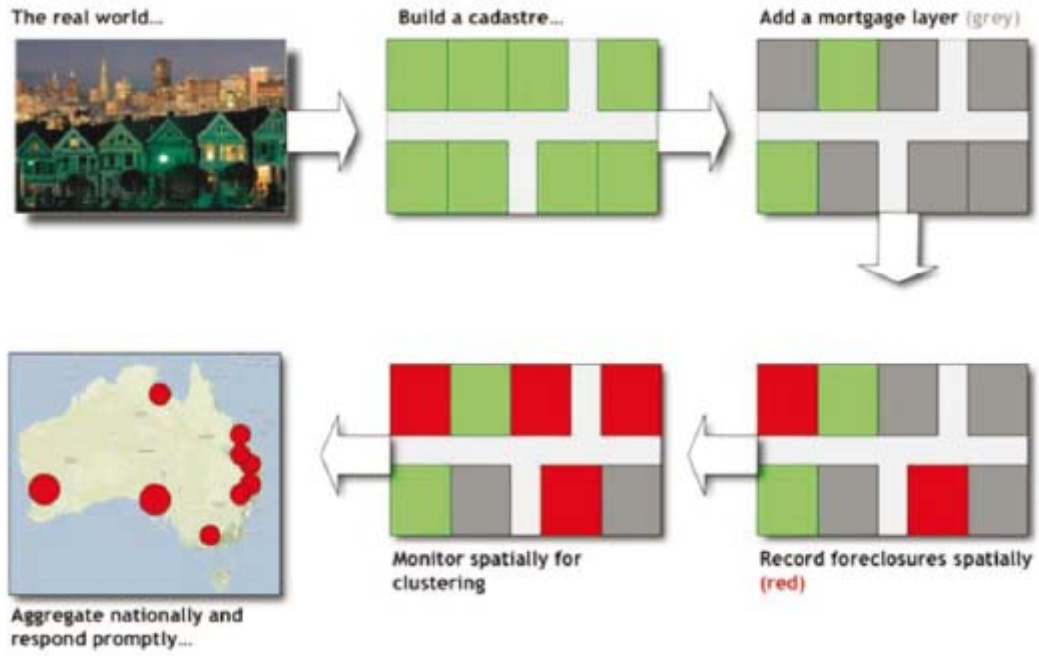 The real world...
Build a cadastre...
Add a mortgage layer (grey)
Record foreclosures spatially
(red)
Monitor spatially for
clustering
Aggregate nationally and
respond promptly...